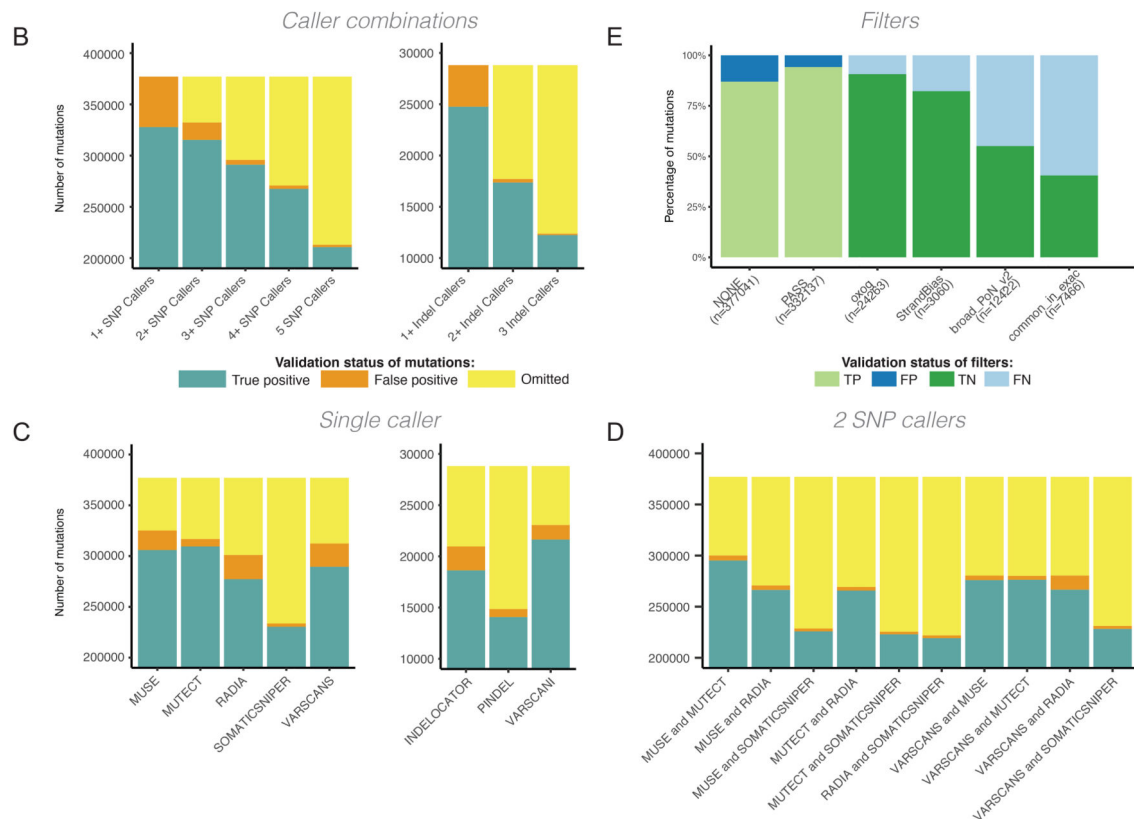 B
Caller combinations
Number of mutations
400000
350000
300000
250000
200000
1+ SNP Callers
2+ SNP Callers
3+ SNP Callers
4+ SNP Callers
5 SNP Callers
30000
25000
20000
15000
10000
1+ Indel Callers
2+ Indel Callers
3 Indel Callers
Validation status of mutations:
True positive
False positive
Omitted
E
Filters
Percentage of mutations
100%
75%
50%
25%
0%
NONE
(n=377041)
PASS
(n=332137)
oxog
(n=24263)
StrandBias
(n=3060)
broad_PoN_v2
(n=12422)
common_in_exac
(n=7466)
Validation status of filters:
TP
FP
TN
FN
C
Single caller
Number of mutations
400000
350000
300000
250000
200000
MUSE
MUTECT
RADIA
SOMATICSNIPER
VARSCANS
30000
25000
20000
15000
10000
INDELOCATOR
PINDEL
VARSCANI
D
2 SNP callers
400000
350000
300000
250000
200000
MUSE and MUTECT
MUSE and RADIA
MUSE and SOMATICSNIPER
MUTECT and RADIA
MUTECT and SOMATICSNIPER
RADIA and SOMATICSNIPER
VARSCANS and MUSE
VARSCANS and MUTECT
VARSCANS and RADIA
VARSCANS and SOMATICSNIPER